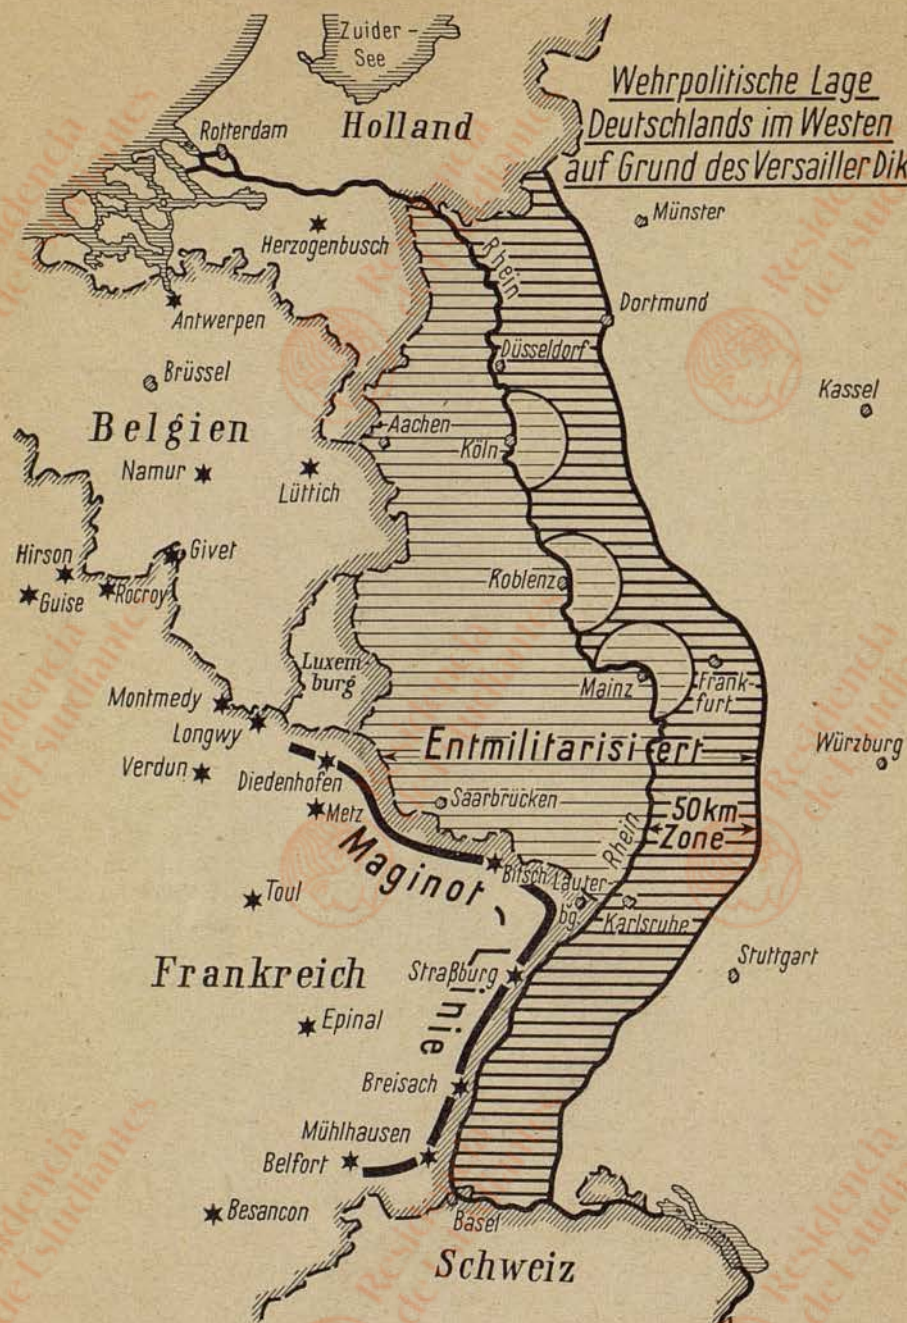 Zuider-
See
Wehrpolitische Lage
Deutschlands im Westen
auf Grund des Versailler Dik
Holland
Rotterdam
Münster
Herzogenbusch
Rhein
Antwerpen
Dortmund
Düsseldorf
Brüssel
Kassel
Belgien
Aachen
Köln
Namur
Lüttich
Givet
Hirson
Guise
Rocroy
Koblenz
Luxem-
burg
Mainz
Frank-
furt
Montmedy
Longwy
Entmilitarisiert
Würzburg
Verdun
Diedenhofen
Metz
Saarbrücken
50km
Zone
Rhein
Maginot - Linie
Bitsch
Lauter-
bg.
Karlsruhe
Toul
Stuttgart
Frankreich
Straßburg
Epinal
Breisach
Mühlhausen
Belfort
Besancon
Basel
Schweiz
Residencia
de Estudiantes